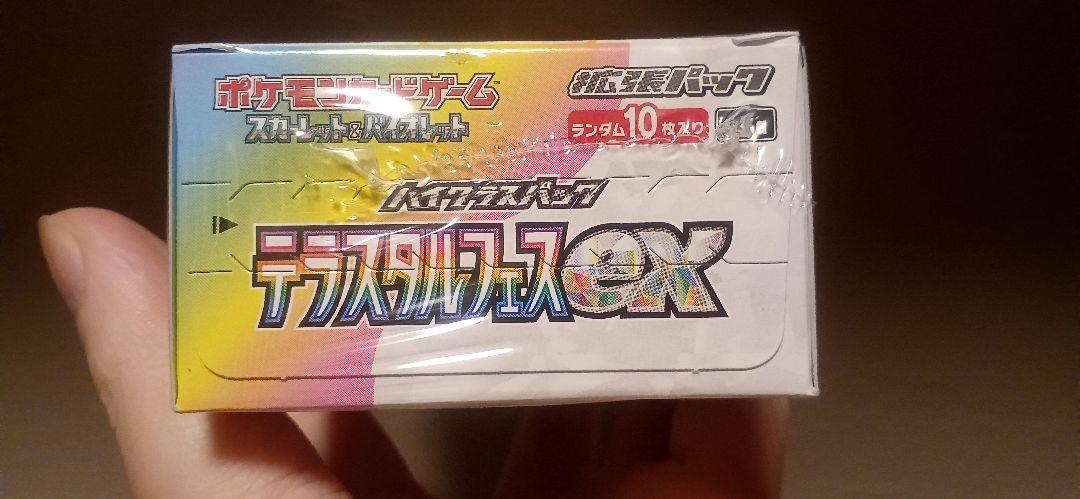 ポケモンカードゲーム
スカーレット&バイオレット
拡張パック
ランダム10枚入り
ハイクラスパック
テラスタルフェスex